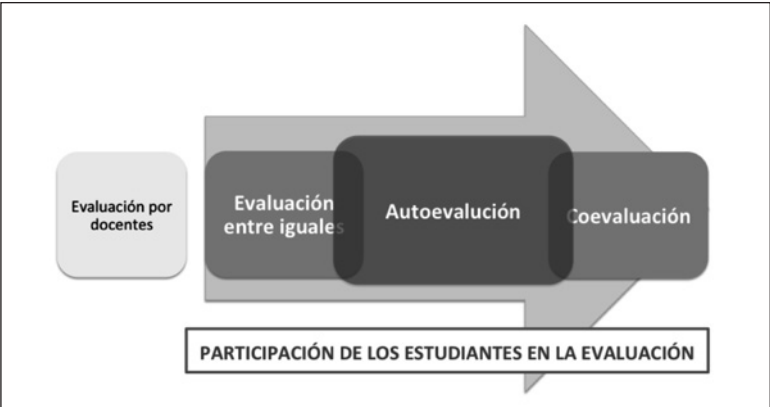 Evaluación por
docentes
Evaluación
entre iguales
Autoevalución
Coevaluación
PARTICIPACIÓN DE LOS ESTUDIANTES EN LA EVALUACIÓN